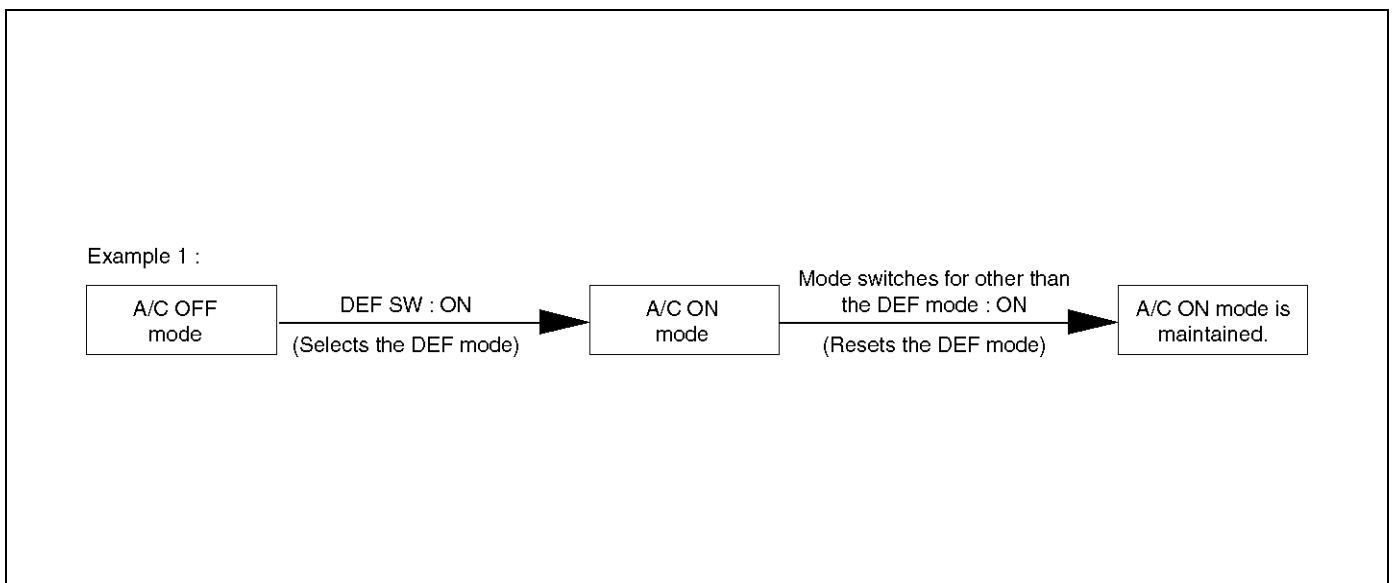 Example 1 :
A/C OFF
mode
DEF SW : ON
(Selects the DEF mode)
A/C ON
mode
Mode switches for other than
the DEF mode : ON
(Resets the DEF mode)
A/C ON mode is
maintained.